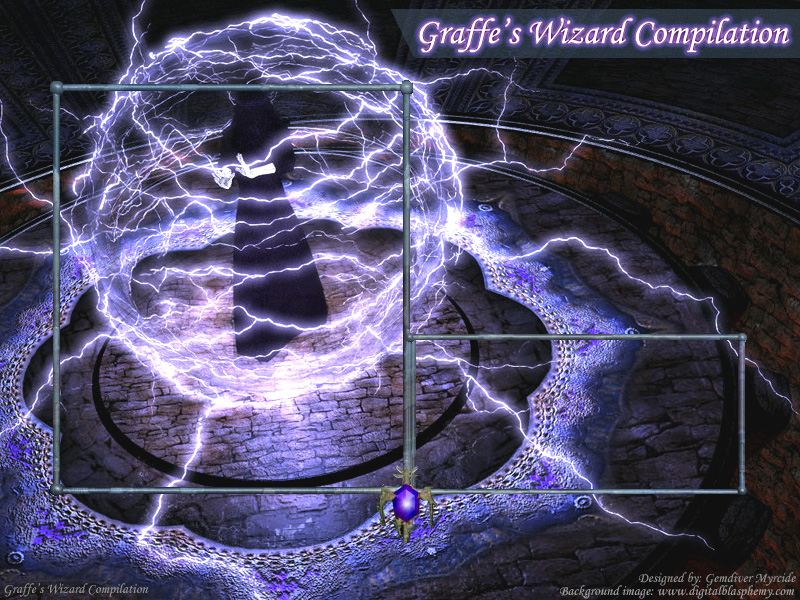 Graffe's Wizard Compilation
Graffe's Wizard Compilation
Designed by: Gemdiver Myrcide
Background image: www.digitalblasphemy.com